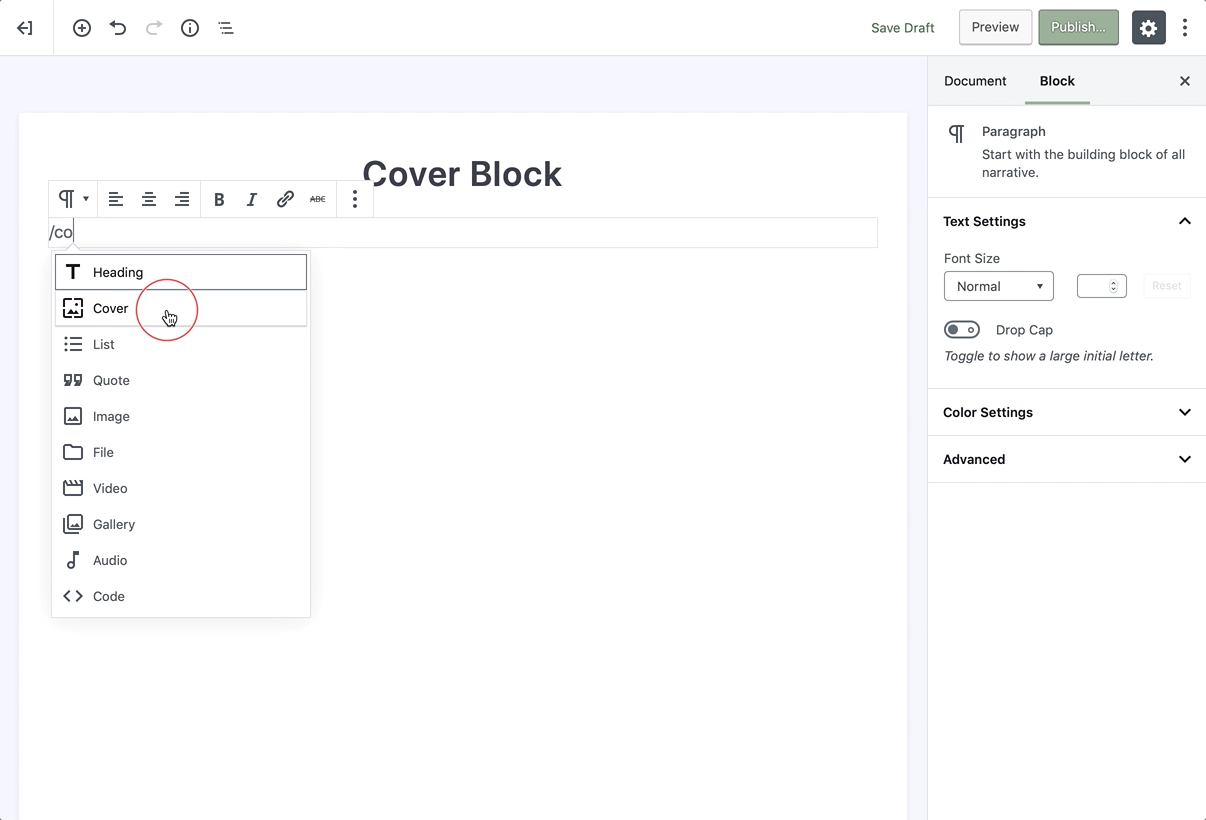 Save Draft
Preview
Publish...
Document
Block
Paragraph
Start with the building block of all
narrative.
Cover Block
B I ABC
/co
Heading
Cover
List
Quote
Image
File
Video
Gallery
Audio
Code
Text Settings
Font Size
Normal
Reset
Drop Cap
Toggle to show a large initial letter.
Color Settings
Advanced